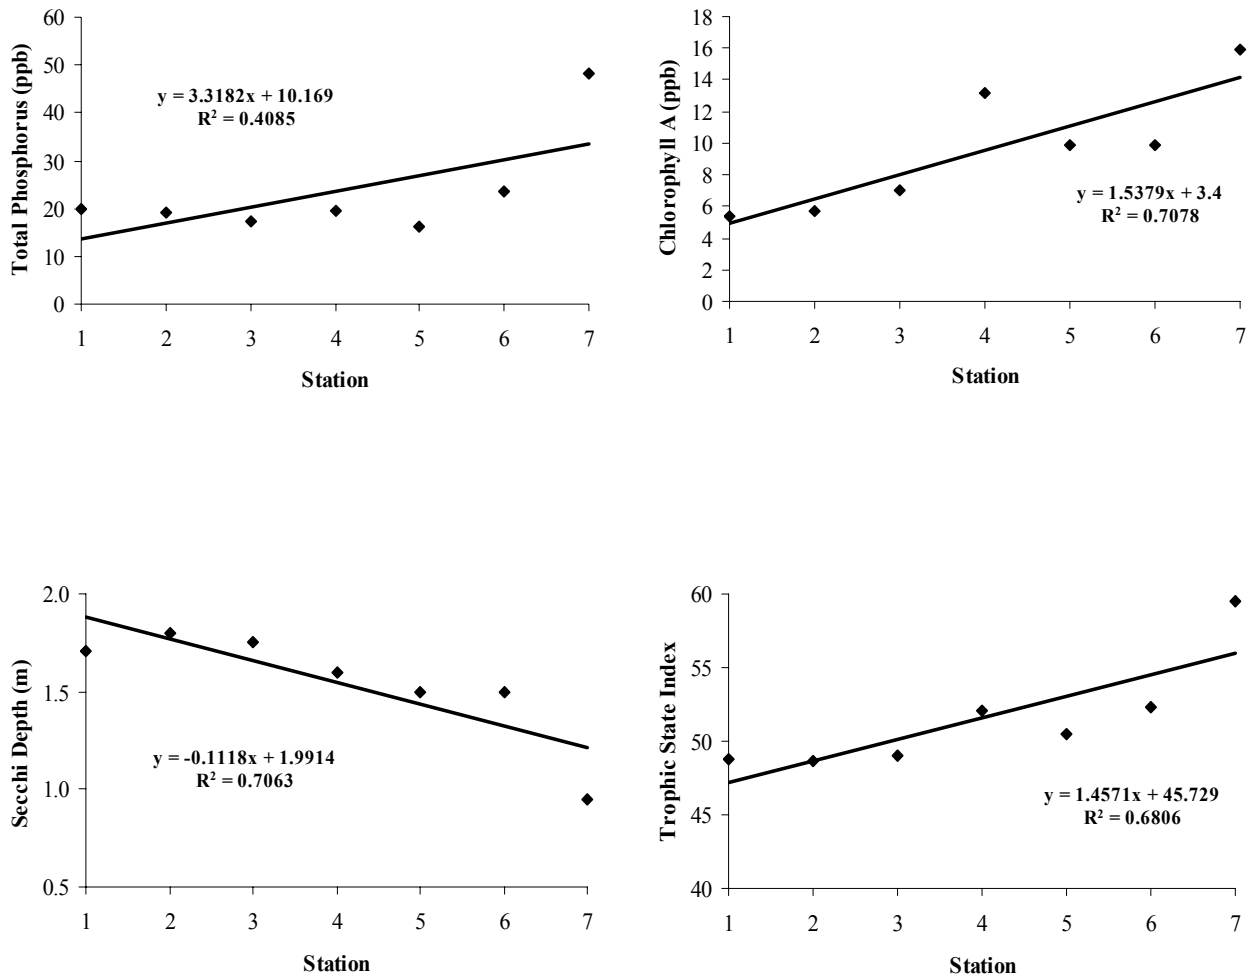 Total Phosphorus (ppb)
60
50
40
30
20
10
0
y = 3.3182x + 10.169
R² = 0.4085
1 2 3 4 5 6 7
Station
Chlorophyll A (ppb)
18
16
14
12
10
8
6
4
2
0
y = 1.5379x + 3.4
R² = 0.7078
1 2 3 4 5 6 7
Station
Secchi Depth (m)
2.0
1.5
1.0
0.5
y = -0.1118x + 1.9914
R² = 0.7063
1 2 3 4 5 6 7
Station
Trophic State Index
60
55
50
45
40
y = 1.4571x + 45.729
R² = 0.6806
1 2 3 4 5 6 7
Station